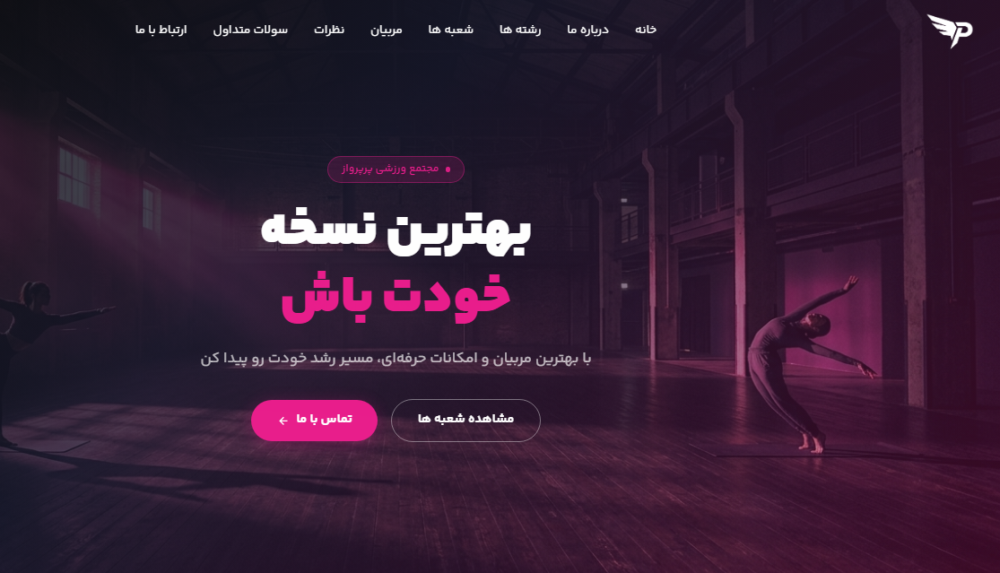 خانه درباره ما رشته ها شعبه ها مربیان نظرات سولات متداول ارتباط با ما
مجتمع ورزشی پرپرواز
بهترین نسخه
خودت باش
با بهترین مربیان و امکانات حرفه‌ای، مسیر رشد خودت رو پیدا کن
مشاهده شعبه ها تماس با ما